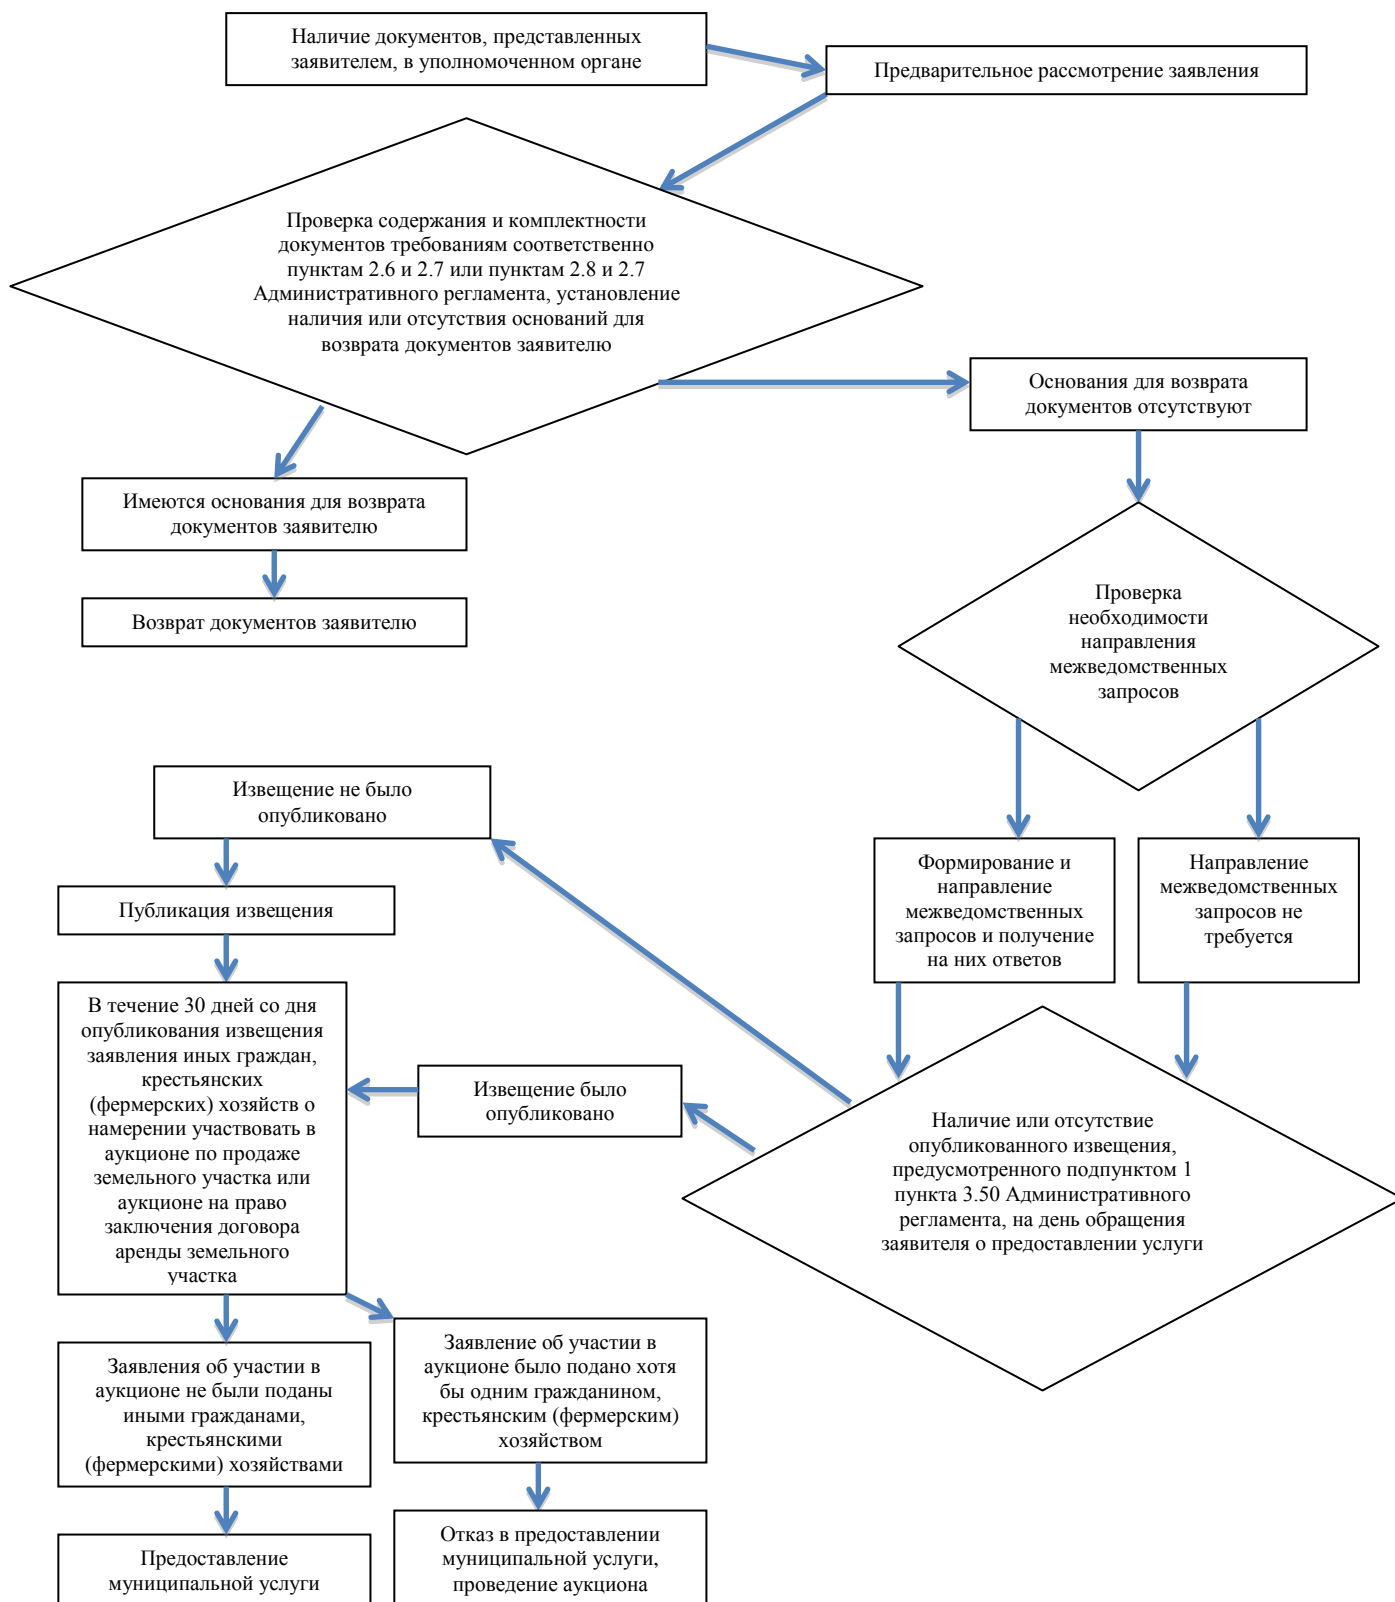 Наличие документов, представленных
заявителем, в уполномоченном органе
Предварительное рассмотрение заявления
Проверка содержания и комплектности
документов требованиям соответственно
пунктам 2.6 и 2.7 или пунктам 2.8 и 2.7
Административного регламента, установление
наличия или отсутствия оснований для
возврата документов заявителю
Основания для возврата
документов отсутствуют
Имеются основания для возврата
документов заявителю
Возврат документов заявителю
Проверка
необходимости
направления
межведомственных
запросов
Извещение не было
опубликовано
Формирование и
направление
межведомственных
запросов и получение
на них ответов
Направление
межведомственных
запросов не
требуется
Публикация извещения
В течение 30 дней со дня
опубликования извещения
заявления иных граждан,
крестьянских
(фермерских) хозяйств о
намерении участвовать в
аукционе по продаже
земельного участка или
аукционе на право
заключения договора
аренды земельного
участка
Извещение было
опубликовано
Наличие или отсутствие
опубликованного извещения,
предусмотренного подпунктом 1
пункта 3.50 Административного
регламента, на день обращения
заявителя о предоставлении услуги
Заявления об участии в
аукционе не были поданы
иными гражданами,
крестьянскими
(фермерскими) хозяйствами
Заявление об участии в
аукционе было подано хотя
бы одним гражданином,
крестьянским (фермерским)
хозяйством
Предоставление
муниципальной услуги
Отказ в предоставлении
муниципальной услуги,
проведение аукциона